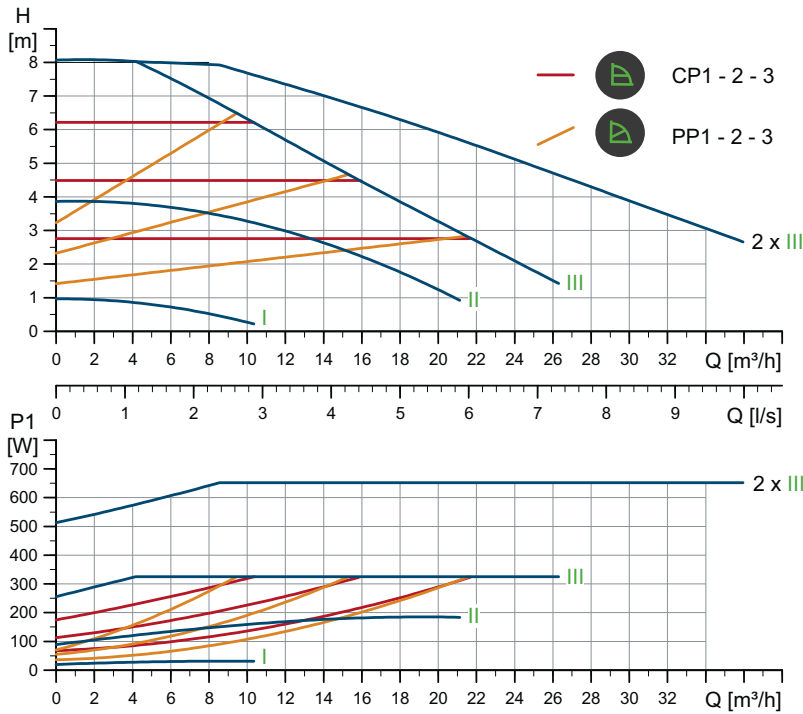 H
[m]
8
7
6
5
4
3
2
1
0
CP1 - 2 - 3
PP1 - 2 - 3
2 x III
III
II
I
0 2 4 6 8 10 12 14 16 18 20 22 24 26 28 30 32 Q [m³/h]
0 1 2 3 4 5 6 7 8 9 Q [l/s]
P1
[W]
700
600
500
400
300
200
100
0
2 x III
III
II
I
0 2 4 6 8 10 12 14 16 18 20 22 24 26 28 30 32 Q [m³/h]